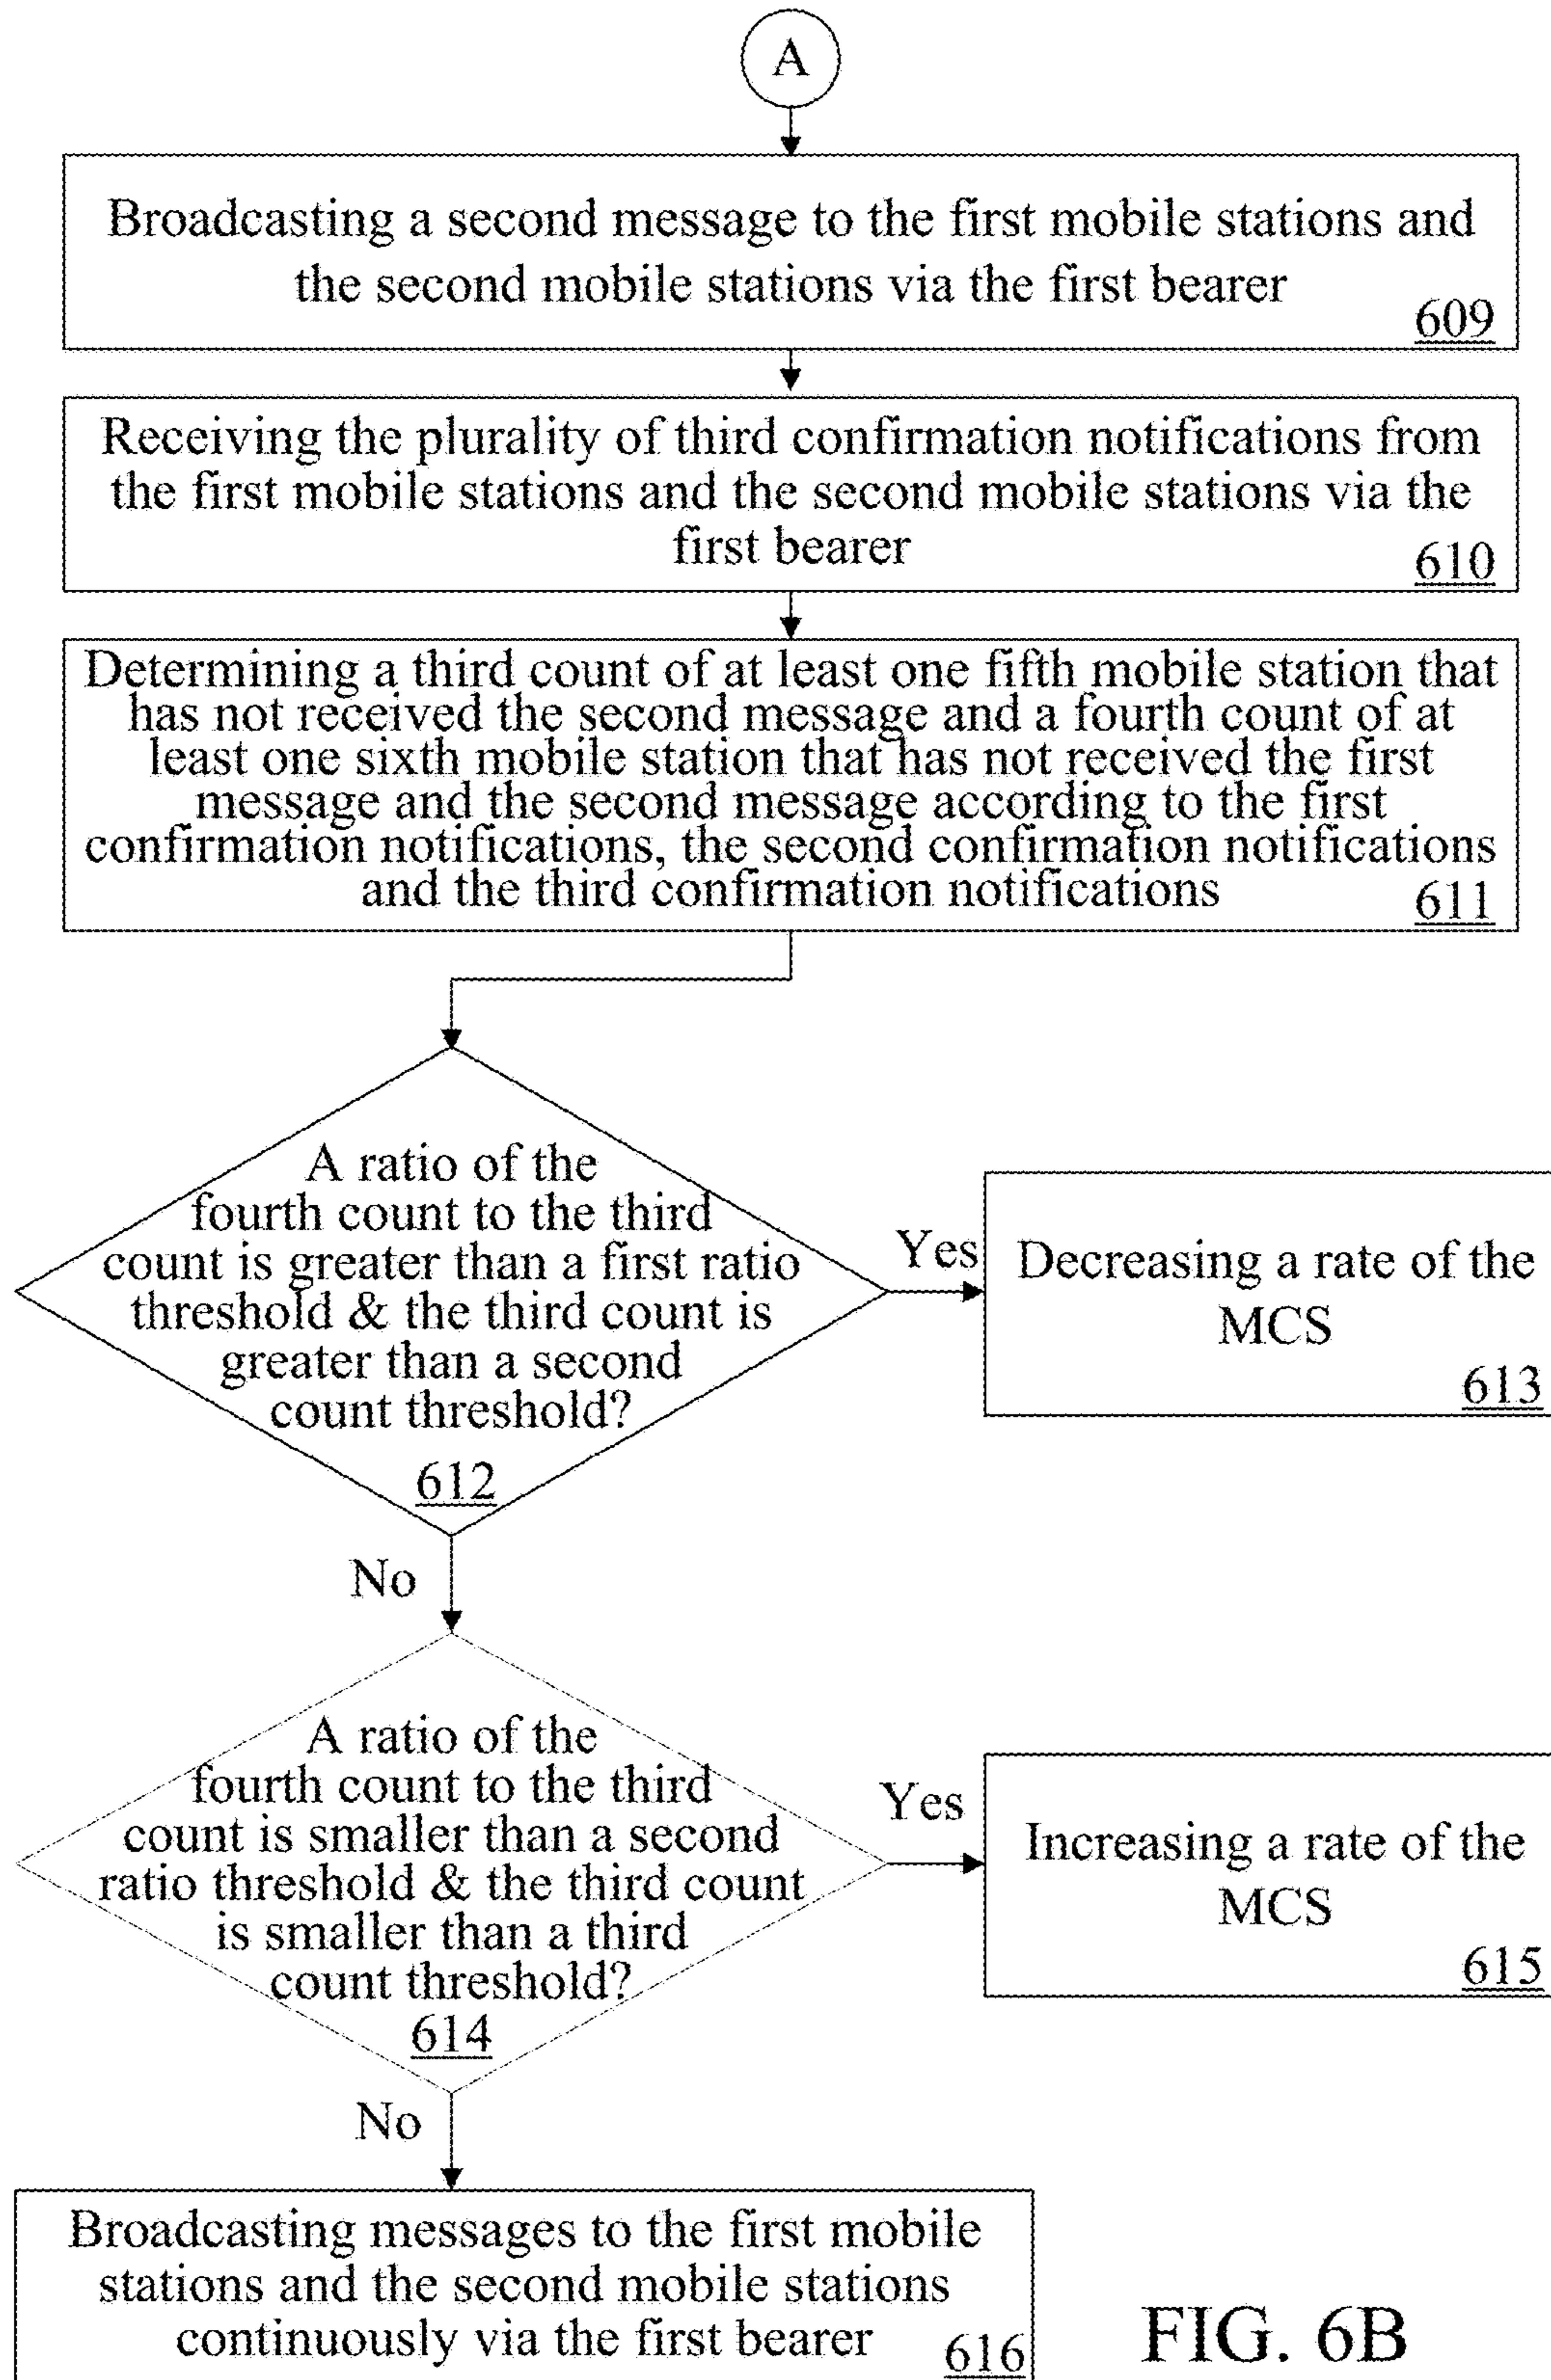 A
Broadcasting a second message to the first mobile stations and
the second mobile stations via the first bearer
609
Receiving the plurality of third confirmation notifications from
the first mobile stations and the second mobile stations via the
first bearer
610
Determining a third count of at least one fifth mobile station that
has not received the second message and a fourth count of at
least one sixth mobile station that has not received the first
message and the second message according to the first
confirmation notifications, the second confirmation notifications
and the third confirmation notifications
611
A ratio of the
fourth count to the third
count is greater than a first ratio
threshold & the third count is
greater than a second
count threshold?
612
Yes
Decreasing a rate of the
MCS
613
No
A ratio of the
fourth count to the third
count is smaller than a second
ratio threshold & the third count
is smaller than a third
count threshold?
614
Yes
Increasing a rate of the
MCS
615
No
Broadcasting messages to the first mobile
stations and the second mobile stations
continuously via the first bearer
616
FIG. 6B